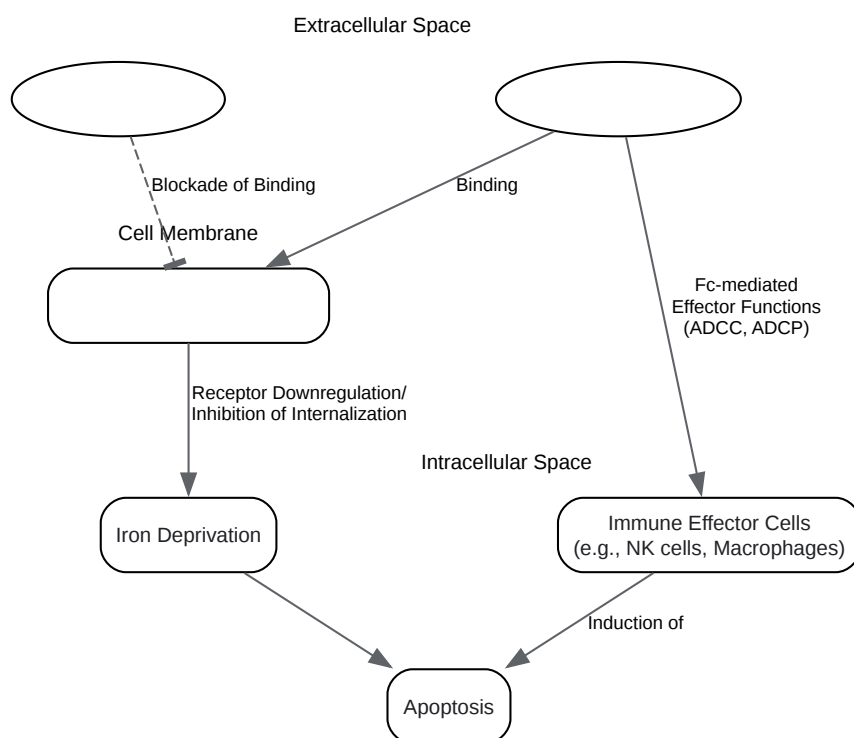 Extracellular Space
Blockade of Binding
Binding
Cell Membrane
Fc-mediated
Effector Functions
(ADCC, ADCP)
Receptor Downregulation/
Inhibition of Internalization
Intracellular Space
Iron Deprivation
Immune Effector Cells
(e.g., NK cells, Macrophages)
Induction of
Apoptosis